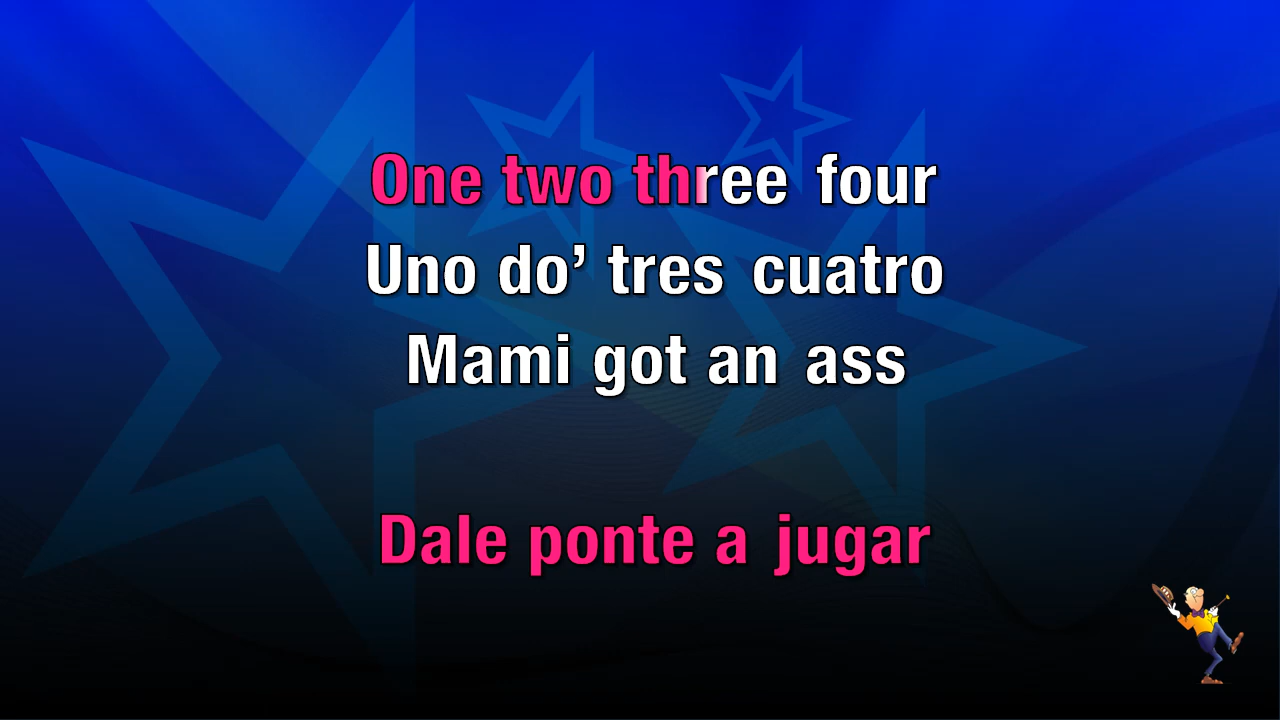 One two three four
Uno do’ tres cuatro
Mami got an ass
Dale ponte a jugar